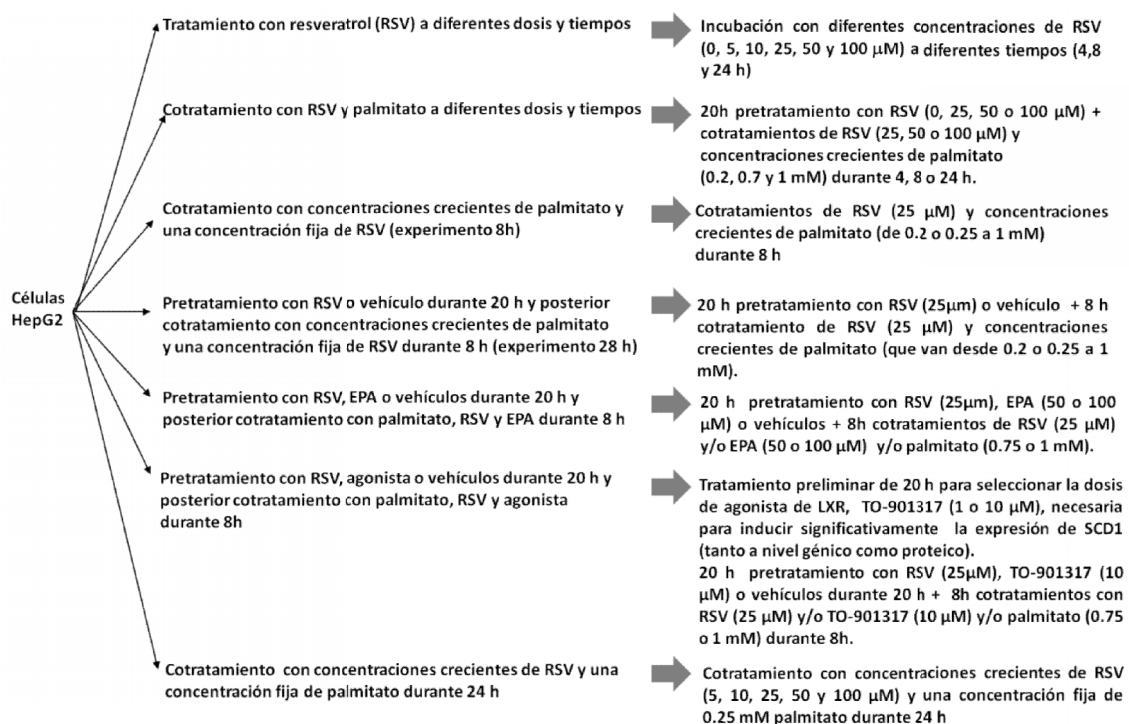 Células
HepG2
Tratamiento con resveratrol (RSV) a diferentes dosis y tiempos
Incubación con diferentes concentraciones de RSV
(0, 5, 10, 25, 50 y 100 µM) a diferentes tiempos (4,8
y 24 h)
Cotratamiento con RSV y palmitato a diferentes dosis y tiempos
20h pretratamiento con RSV (0, 25, 50 o 100 µM) +
cotratamientos de RSV (25, 50 o 100 µM) y
concentraciones crecientes de palmitato
(0.2, 0.7 y 1 mM) durante 4, 8 o 24 h.
Cotratamiento con concentraciones crecientes de palmitato y
una concentración fija de RSV (experimento 8h)
Cotratamientos de RSV (25 µM) y concentraciones
crecientes de palmitato (de 0.2 o 0.25 a 1 mM)
durante 8 h
Pretratamiento con RSV o vehículo durante 20 h y posterior
cotratamiento con concentraciones crecientes de palmitato
y una concentración fija de RSV durante 8 h (experimento 28 h)
20 h pretratamiento con RSV (25µm) o vehículo + 8 h
cotratamiento de RSV (25 µM) y concentraciones
crecientes de palmitato (que van desde 0.2 o 0.25 a 1
mM).
Pretratamiento con RSV, EPA o vehículos durante 20 h y
posterior cotratamiento con palmitato, RSV y EPA durante 8 h
20 h pretratamiento con RSV (25µm), EPA (50 o 100
µM) o vehículos + 8h cotratamientos de RSV (25 µM)
y/o EPA (50 o 100 µM) y/o palmitato (0.75 o 1 mM).
Pretratamiento con RSV, agonista o vehículos durante 20 h y
posterior cotratamiento con palmitato, RSV y agonista
durante 8h
Tratamiento preliminar de 20 h para seleccionar la dosis
de agonista de LXR, TO-901317 (1 o 10 µM), necesaria
para inducir significativamente la expresión de SCD1
(tanto a nivel génico como proteico).
20 h pretratamiento con RSV (25µM), TO-901317 (10
µM) o vehículos durante 20 h + 8h cotratamientos con
RSV (25 µM) y/o TO-901317 (10 µM) y/o palmitato (0.75
o 1 mM) durante 8h.
Cotratamiento con concentraciones crecientes de RSV y una
concentración fija de palmitato durante 24 h
Cotratamiento con concentraciones crecientes de RSV
(5, 10, 25, 50 y 100 µM) y una concentración fija de
0.25 mM palmitato durante 24 h